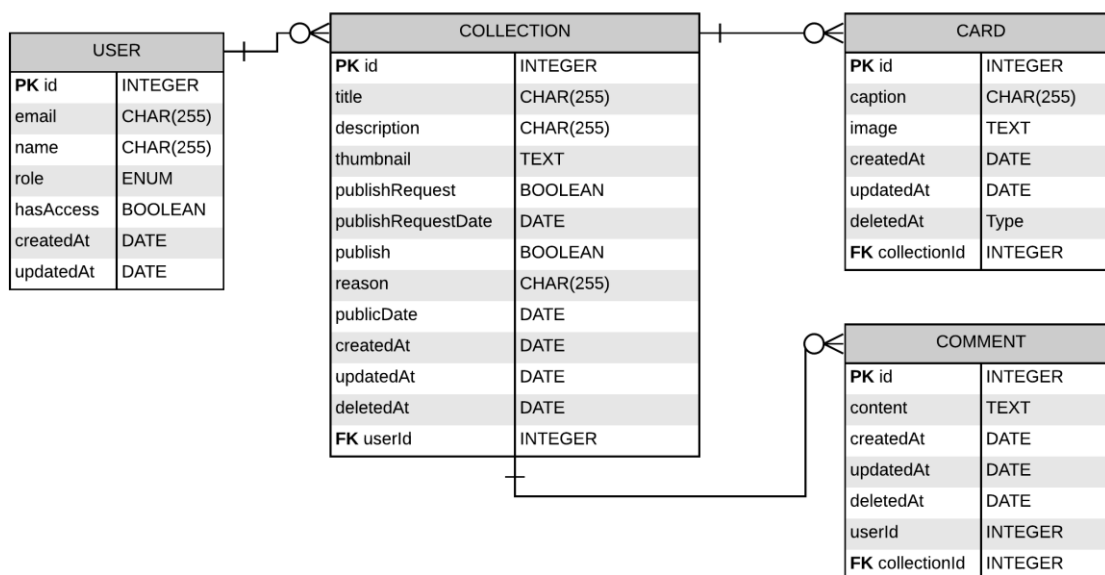 USER
PK id INTEGER
email CHAR(255)
name CHAR(255)
role ENUM
hasAccess BOOLEAN
createdAt DATE
updatedAt DATE
COLLECTION
PK id INTEGER
title CHAR(255)
description CHAR(255)
thumbnail TEXT
publishRequest BOOLEAN
publishRequestDate DATE
publish BOOLEAN
reason CHAR(255)
publicDate DATE
createdAt DATE
updatedAt DATE
deletedAt DATE
FK userId INTEGER
CARD
PK id INTEGER
caption CHAR(255)
image TEXT
createdAt DATE
updatedAt DATE
deletedAt Type
FK collectionId INTEGER
COMMENT
PK id INTEGER
content TEXT
createdAt DATE
updatedAt DATE
deletedAt DATE
userId INTEGER
FK collectionId INTEGER